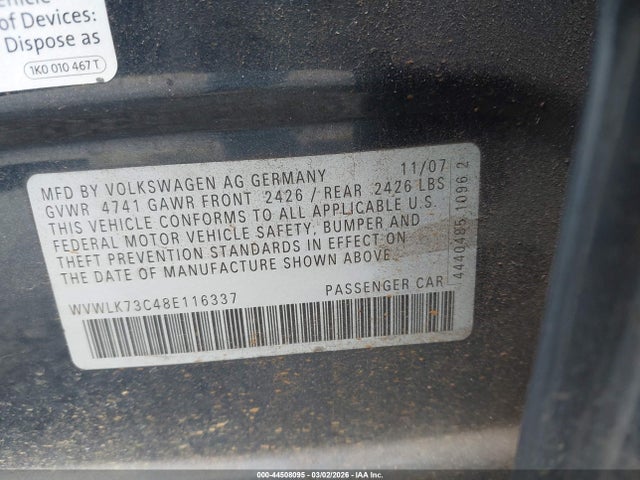 ehicle
of Devices:
Dispose as
1K0 010 467 T
MFD BY VOLKSWAGEN AG GERMANY 11/07
GVWR 4741 GAWR FRONT 2426 / REAR 2426 LBS
THIS VEHICLE CONFORMS TO ALL APPLICABLE U.S.
FEDERAL MOTOR VEHICLE SAFETY, BUMPER AND
THEFT PREVENTION STANDARDS IN EFFECT ON
THE DATE OF MANUFACTURE SHOWN ABOVE.
WVWLK73C48E116337 PASSENGER CAR
4440485 1096 2
000-44508095 - 03/02/2026 - IAA Inc.